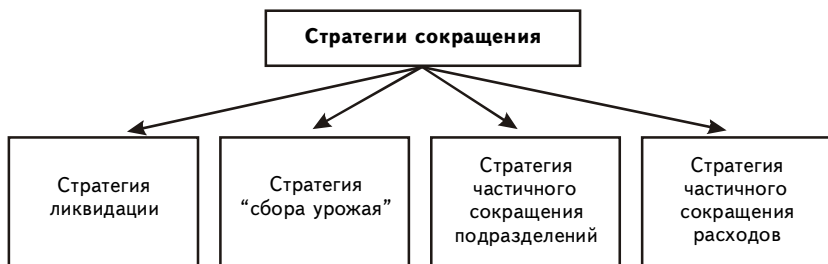 Стратегии сокращения
Стратегия
ликвидации
Стратегия
“сбора урожая”
Стратегия
частичного
сокращения
подразделений
Стратегия
частичного
сокращения
расходов